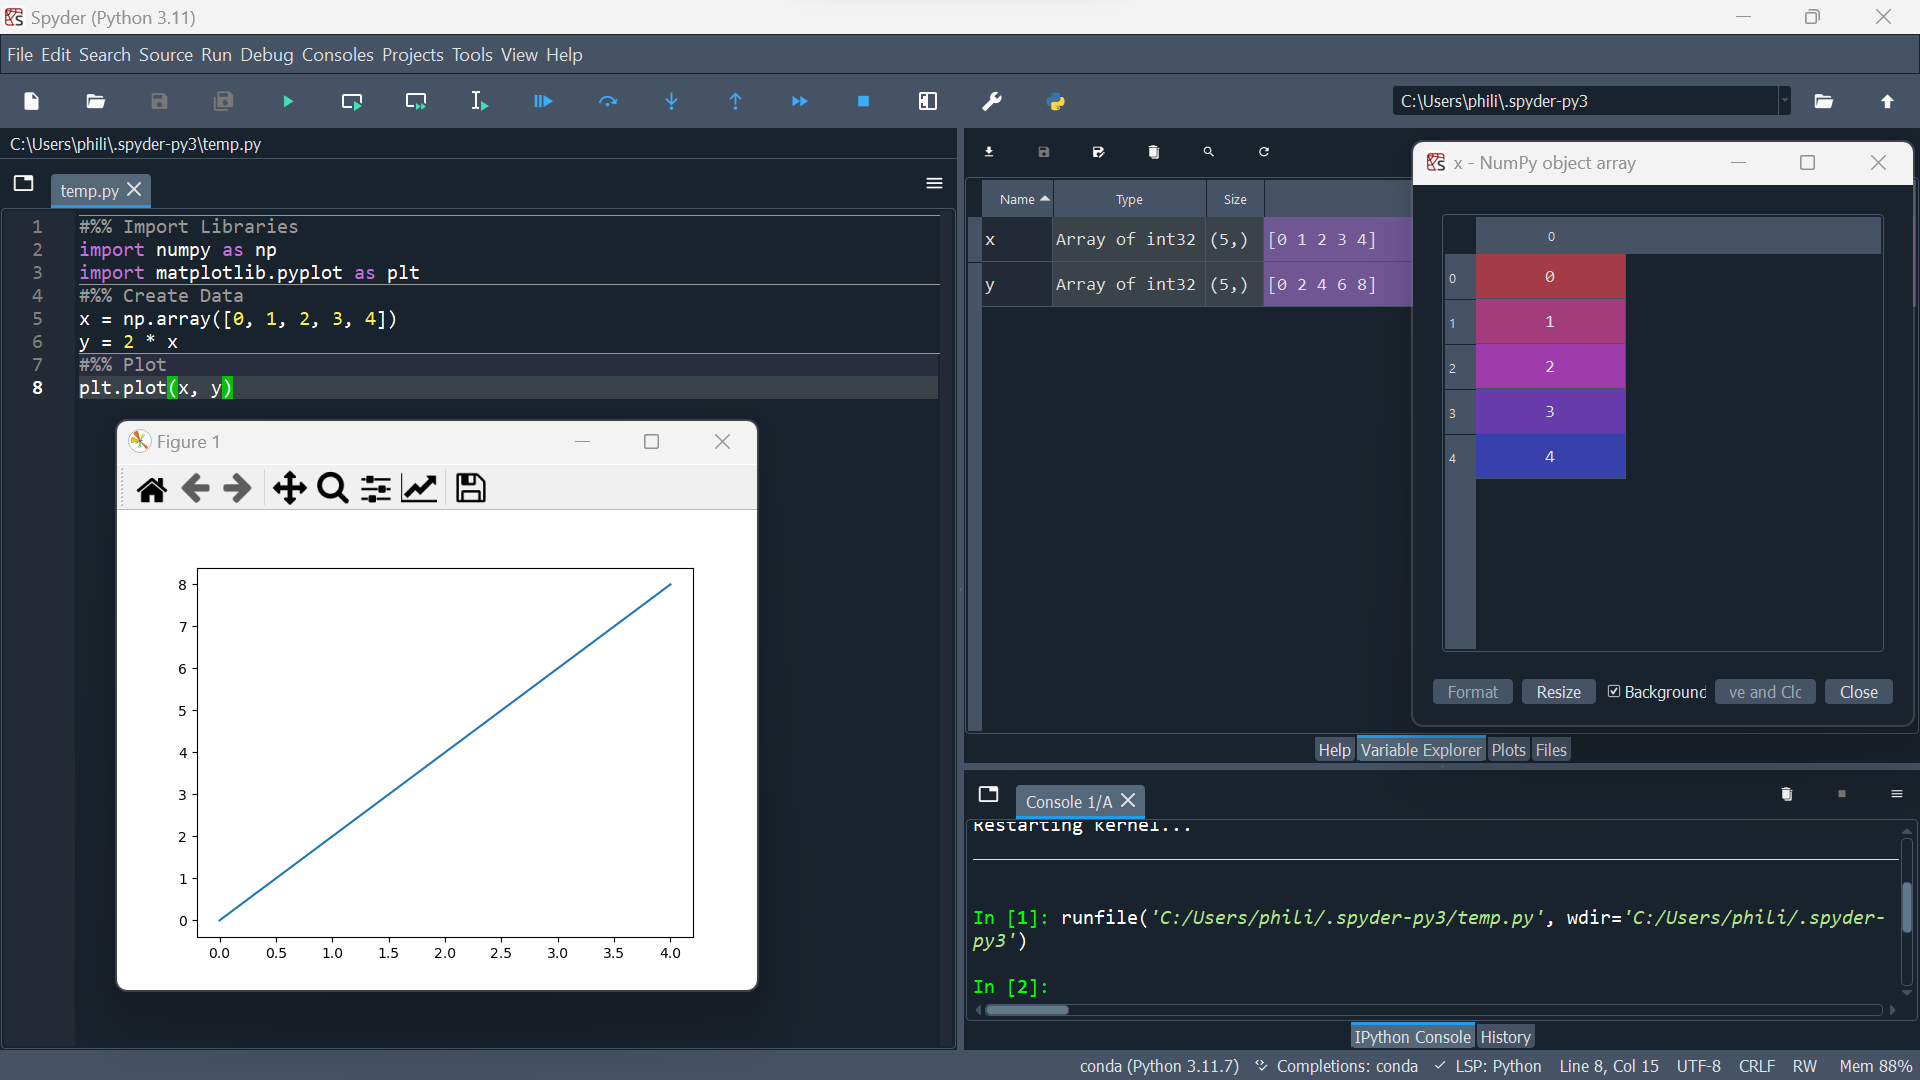 Spyder (Python 3.11)
File Edit Search Source Run Debug Consoles Projects Tools View Help
C:\Users\phili\.spyder-py3
C:\Users\phili\.spyder-py3\temp.py
temp.py
1 #%% Import Libraries
2 import numpy as np
3 import matplotlib.pyplot as plt
4 #%% Create Data
5 x = np.array([0, 1, 2, 3, 4])
6 y = 2 * x
7 #%% Plot
8 plt.plot(x, y)
Figure 1
8
7
6
5
4
3
2
1
0
0.0 0.5 1.0 1.5 2.0 2.5 3.0 3.5 4.0
Name Type Size
x Array of int32 (5,) [0 1 2 3 4]
y Array of int32 (5,) [0 2 4 6 8]
x - NumPy object array
0
0 0
1 1
2 2
3 3
4 4
Format Resize Background ve and Clc Close
Help Variable Explorer Plots Files
Console 1/A
Restarting kernel...
In [1]: runfile('C:/Users/phili/.spyder-py3/temp.py', wdir='C:/Users/phili/.spyder-
py3')
In [2]:
IPython Console History
conda (Python 3.11.7) Completions: conda LSP: Python Line 8, Col 15 UTF-8 CRLF RW Mem 88%